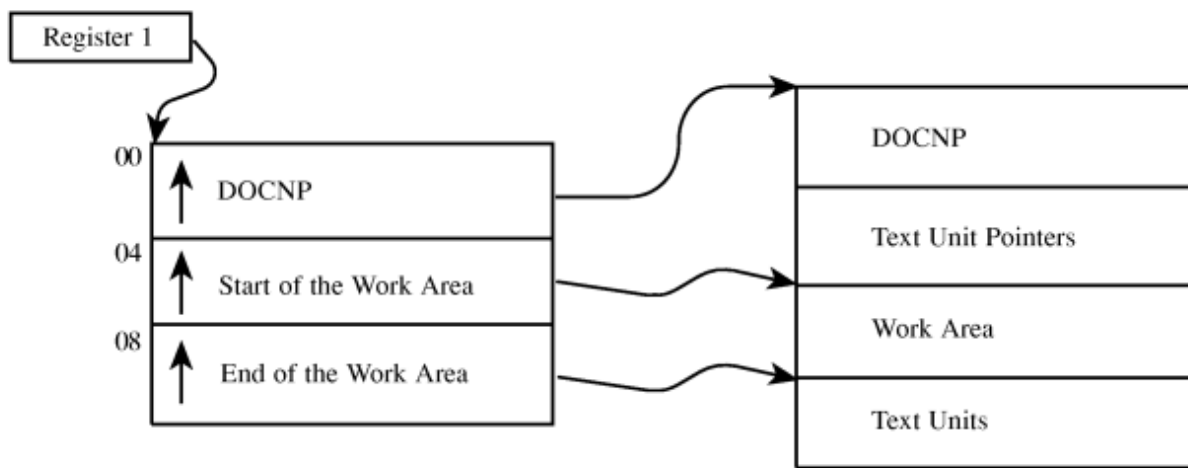 Register 1
00
DOCNP
04
Start of the Work Area
08
End of the Work Area
DOCNP
Text Unit Pointers
Work Area
Text Units